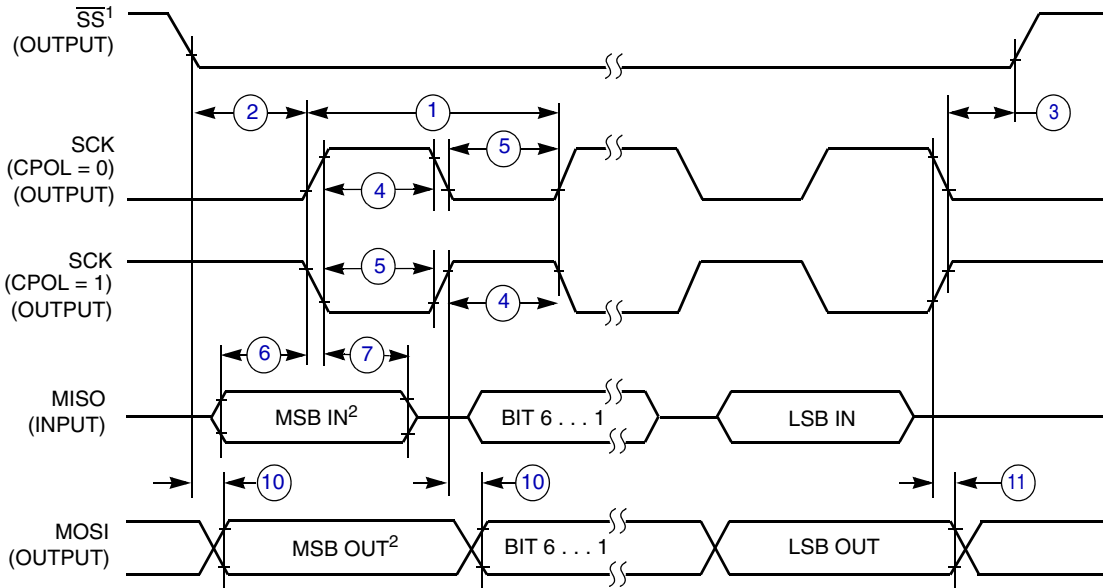 SS¹
(OUTPUT)
2
1
3
SCK
(CPOL = 0)
(OUTPUT)
5
4
SCK
(CPOL = 1)
(OUTPUT)
5
4
6
7
MISO
(INPUT)
MSB IN²
BIT 6 . . . 1
LSB IN
10
10
11
MOSI
(OUTPUT)
MSB OUT²
BIT 6 . . . 1
LSB OUT